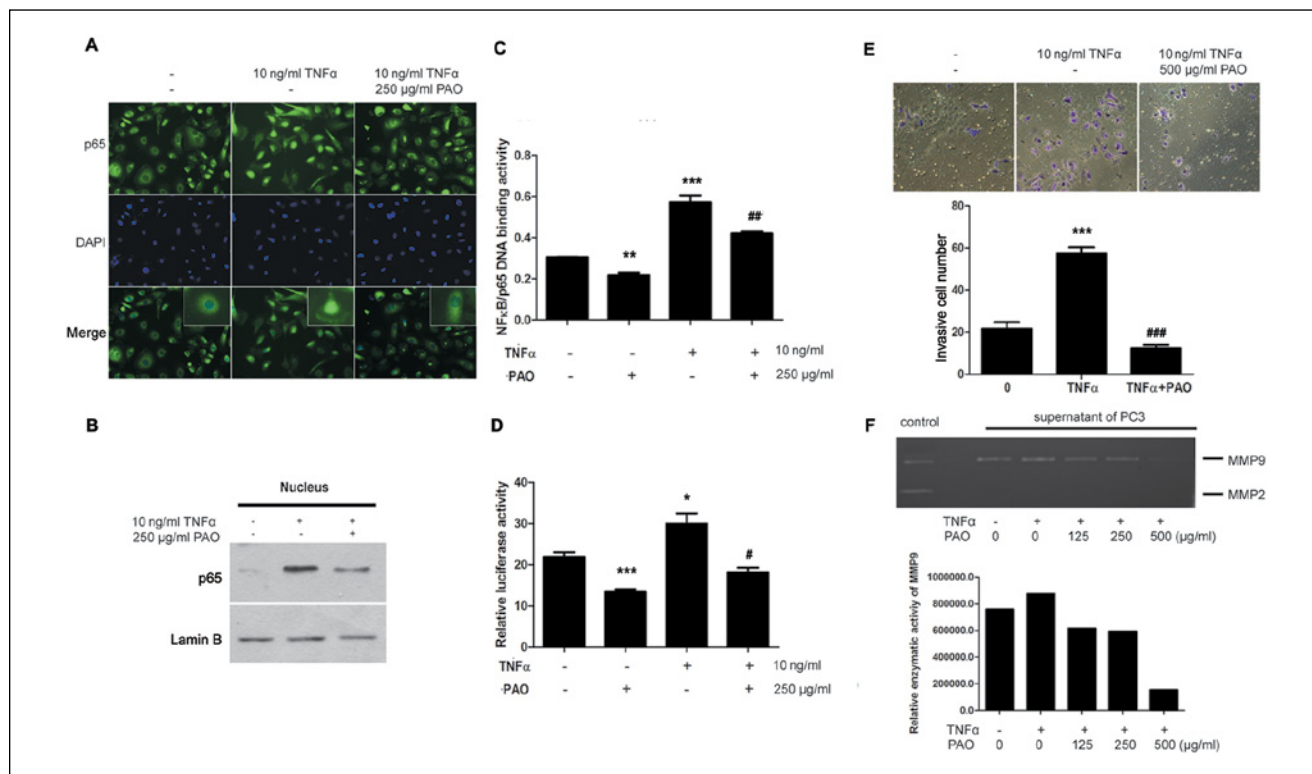 A
- 10 ng/ml TNFα 10 ng/ml TNFα
- - 250 µg/ml PAO
p65
DAPI
Merge
B
Nucleus
10 ng/ml TNFα - + +
250 µg/ml PAO - - +
p65
Lamin B
C
NFκB/p65 DNA binding activity
0.8
0.6
0.4
0.2
0.0
***
##
**
TNFα - - + + 10 ng/ml
PAO - + - + 250 µg/ml
D
Relative luciferase activity
40
30
20
10
0
*
#
***
TNFα - - + + 10 ng/ml
PAO - + - + 250 µg/ml
E
- 10 ng/ml TNFα 10 ng/ml TNFα
- - 500 µg/ml PAO
Invasive cell number
80
60
40
20
0
***
###
0 TNFα TNFα+PAO
F
control supernatant of PC3
MMP9
MMP2
TNFα - + + + +
PAO 0 0 125 250 500 (µg/ml)
Relative enzymatic activiy of MMP9
1000000.0
800000.0
600000.0
400000.0
200000.0
0.0
TNFα - + + + +
PAO 0 0 125 250 500 (µg/ml)